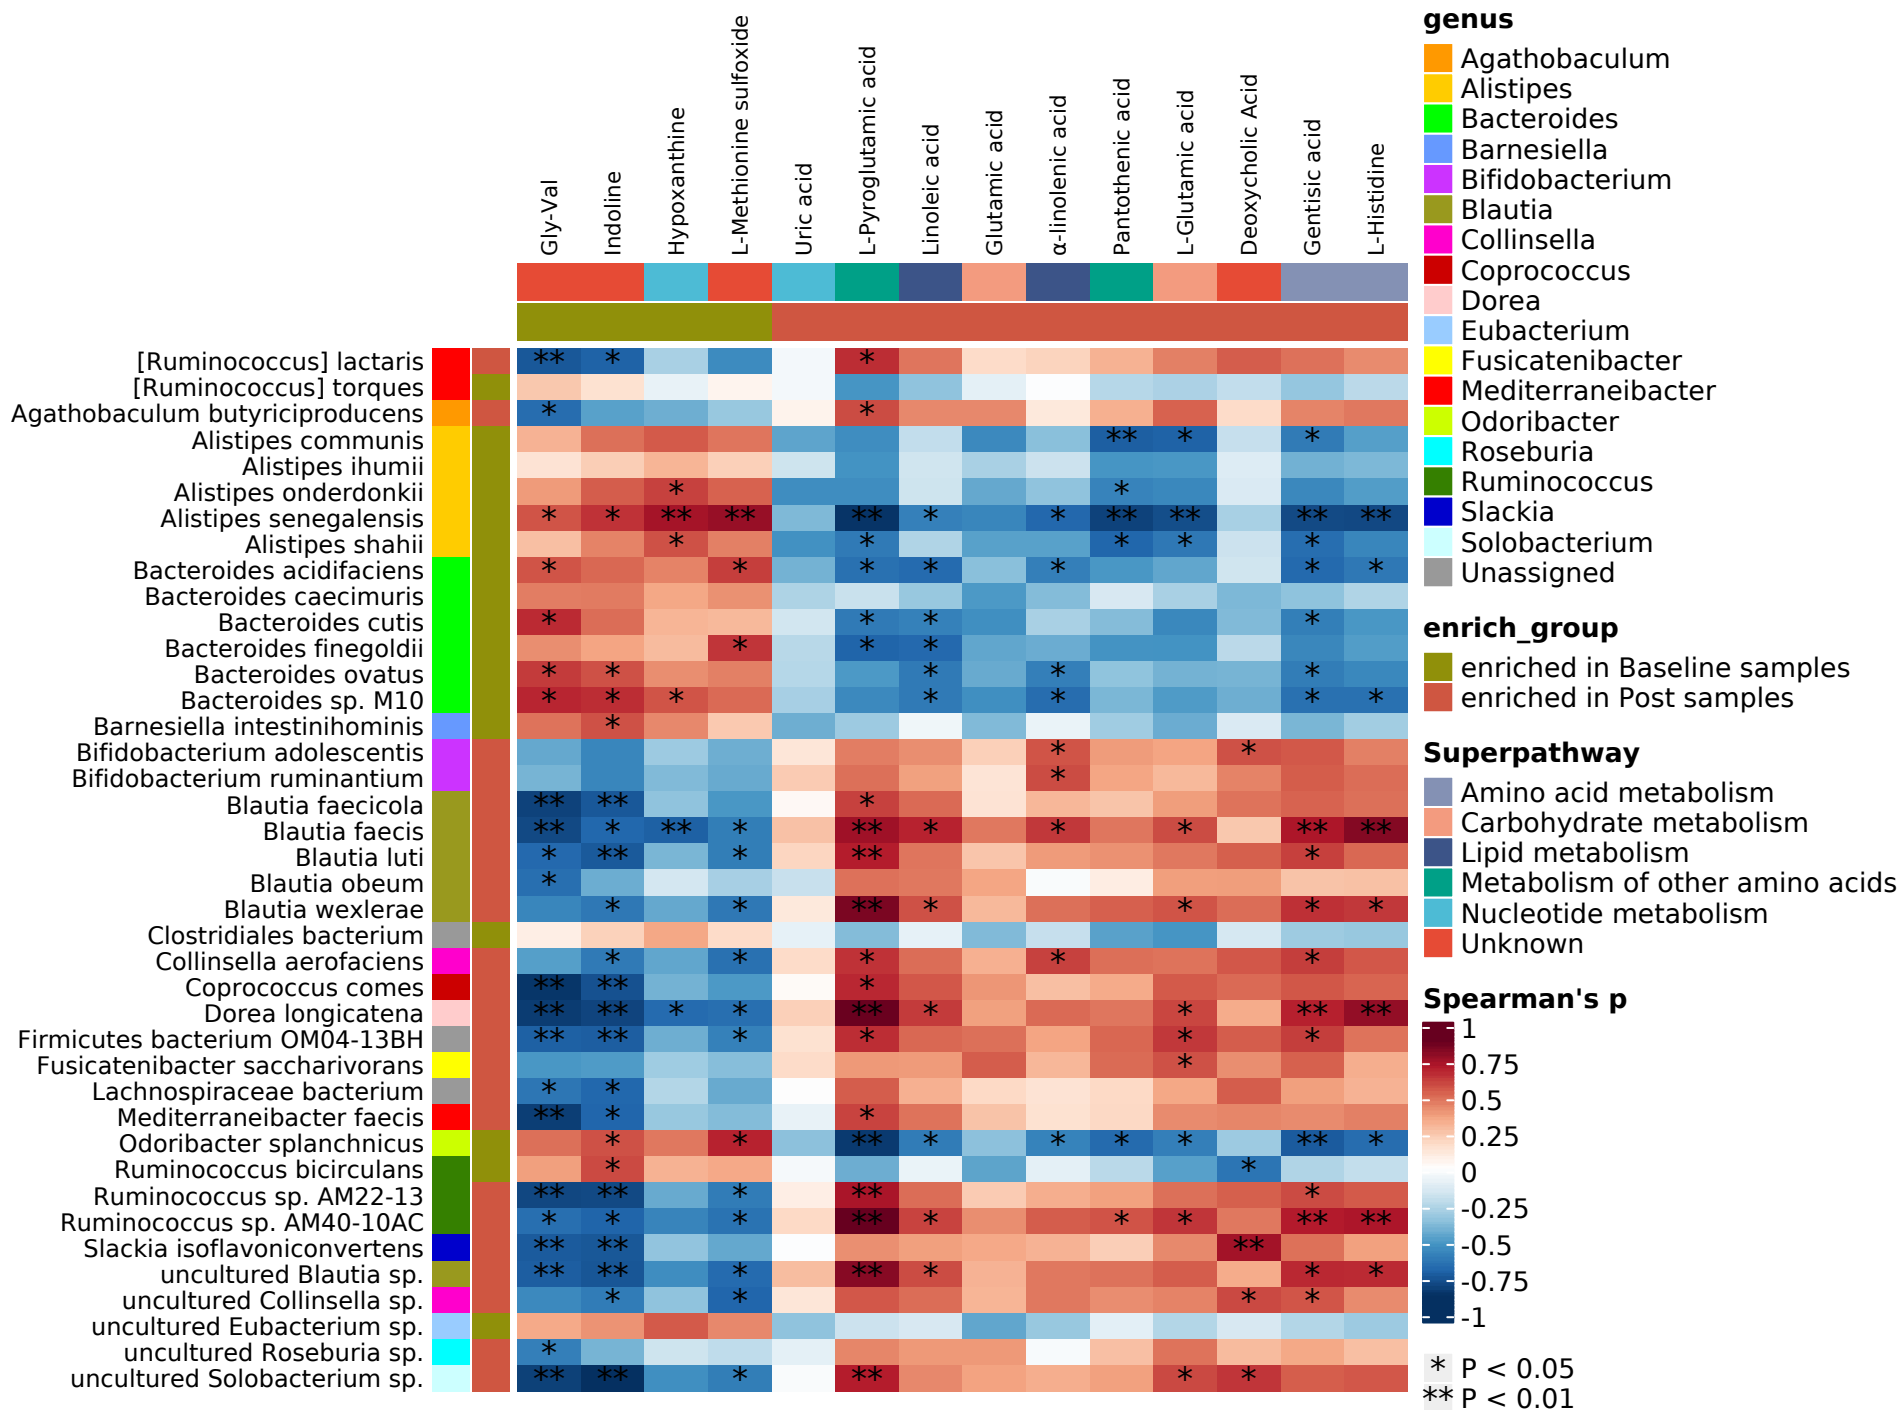 Gly-Val
Indoline
Hypoxanthine
L-Methionine sulfoxide
Uric acid
L-Pyroglutamic acid
Linoleic acid
Glutamic acid
α-linolenic acid
Pantothenic acid
L-Glutamic acid
Deoxycholic Acid
Gentisic acid
L-Histidine
[Ruminococcus] lactaris ** * *
[Ruminococcus] torques
Agathobaculum butyriciproducens * *
Alistipes communis ** * *
Alistipes ihumii
Alistipes onderdonkii * *
Alistipes senegalensis * * ** ** ** * * ** ** ** **
Alistipes shahii * * * * *
Bacteroides acidifaciens * * * * * * *
Bacteroides caecimuris
Bacteroides cutis * * * *
Bacteroides finegoldii * * *
Bacteroides ovatus * * * * *
Bacteroides sp. M10 * * * * * * *
Barnesiella intestinihominis *
Bifidobacterium adolescentis * *
Bifidobacterium ruminantium *
Blautia faecicola ** ** *
Blautia faecis ** * ** * ** * * * ** **
Blautia luti * ** * ** *
Blautia obeum *
Blautia wexlerae * * ** * * * *
Clostridiales bacterium
Collinsella aerofaciens * * * * *
Coprococcus comes ** ** *
Dorea longicatena ** ** * * ** * * ** **
Firmicutes bacterium OM04-13BH ** ** * * * *
Fusicatenibacter saccharivorans *
Lachnospiraceae bacterium * *
Mediterraneibacter faecis ** * *
Odoribacter splanchnicus * * ** * * * * ** *
Ruminococcus bicirculans * *
Ruminococcus sp. AM22-13 ** ** * ** *
Ruminococcus sp. AM40-10AC * * * ** * * * ** **
Slackia isoflavoniconvertens ** ** **
uncultured Blautia sp. ** ** * ** * * *
uncultured Collinsella sp. * * * *
uncultured Eubacterium sp.
uncultured Roseburia sp. *
uncultured Solobacterium sp. ** ** * ** * *
genus
Agathobaculum
Alistipes
Bacteroides
Barnesiella
Bifidobacterium
Blautia
Collinsella
Coprococcus
Dorea
Eubacterium
Fusicatenibacter
Mediterraneibacter
Odoribacter
Roseburia
Ruminococcus
Slackia
Solobacterium
Unassigned
enrich_group
enriched in Baseline samples
enriched in Post samples
Superpathway
Amino acid metabolism
Carbohydrate metabolism
Lipid metabolism
Metabolism of other amino acids
Nucleotide metabolism
Unknown
Spearman's p
1
0.75
0.5
0.25
0
-0.25
-0.5
-0.75
-1
* P < 0.05
** P < 0.01